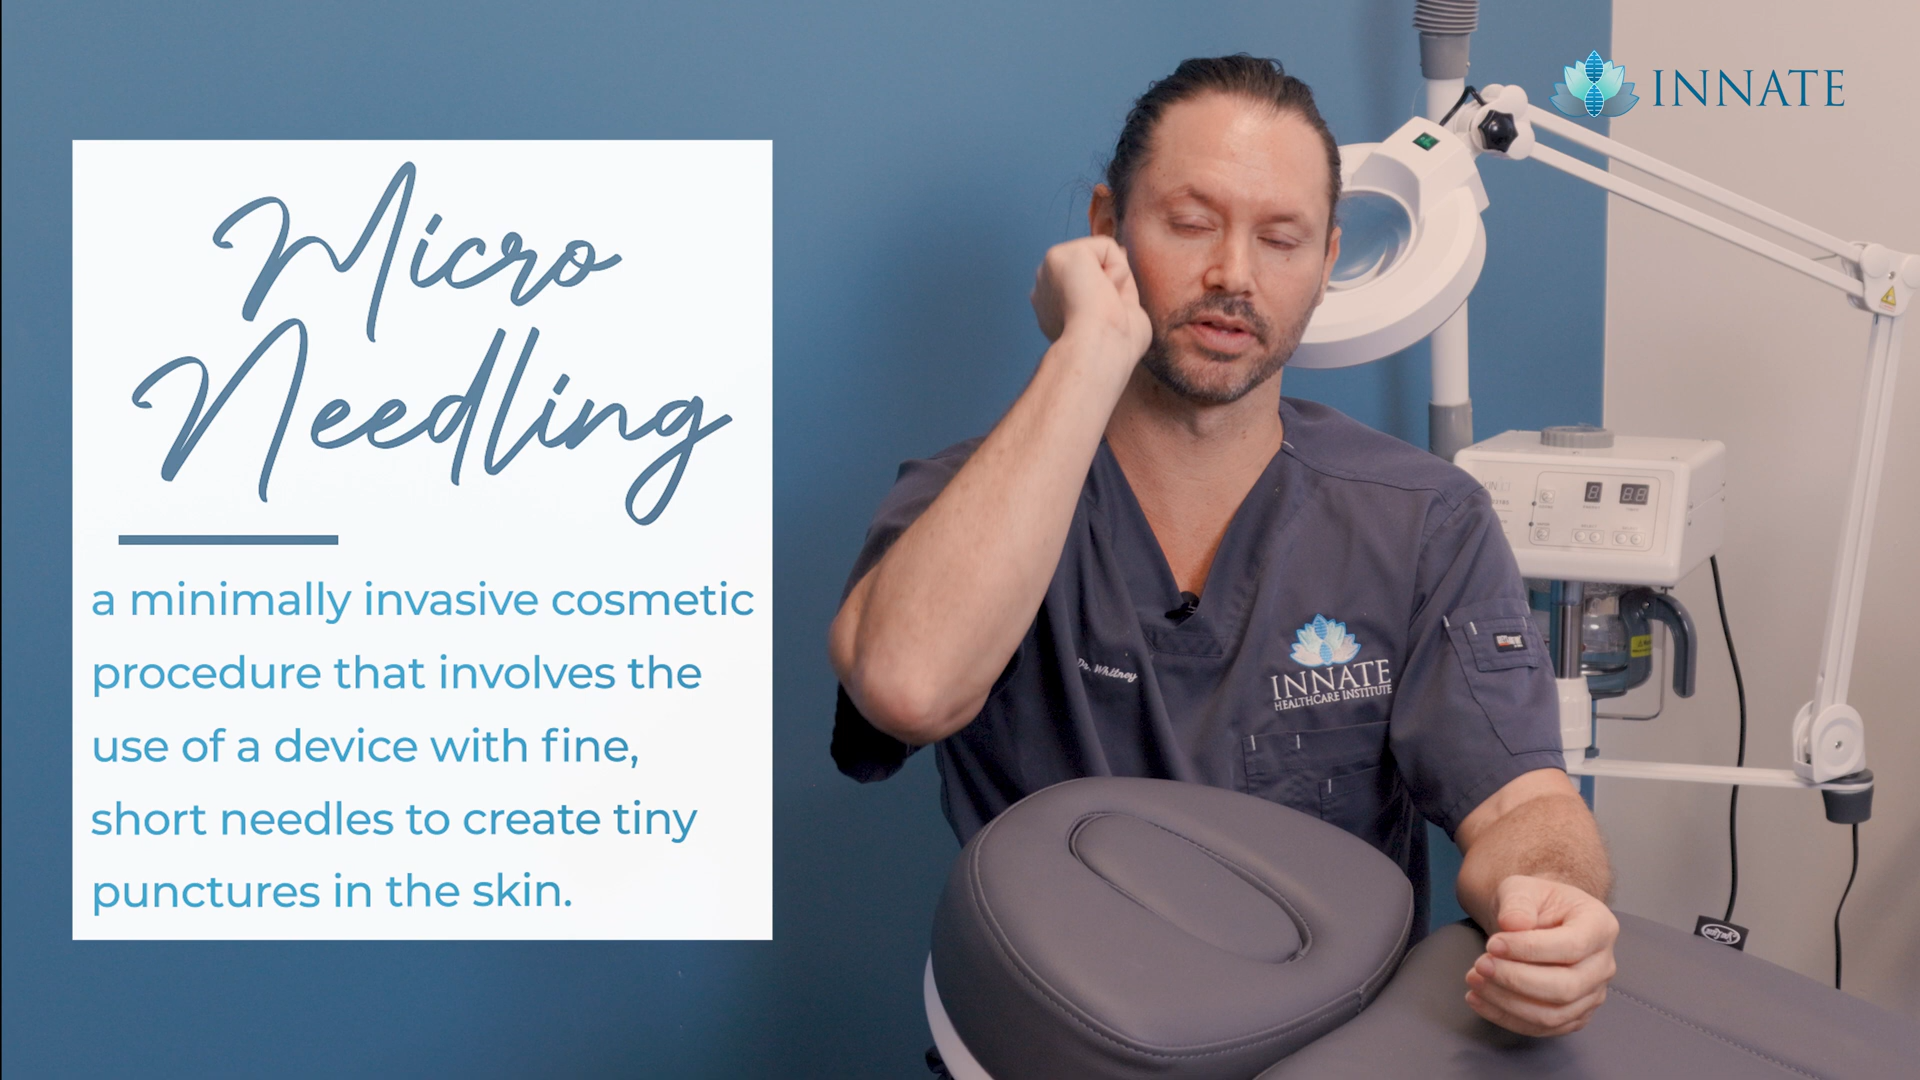 Micro
Needling
a minimally invasive cosmetic
procedure that involves the
use of a device with fine,
short needles to create tiny
punctures in the skin.
INNATE
Dr. Whitney
INNATE
HEALTHCARE INSTITUTE